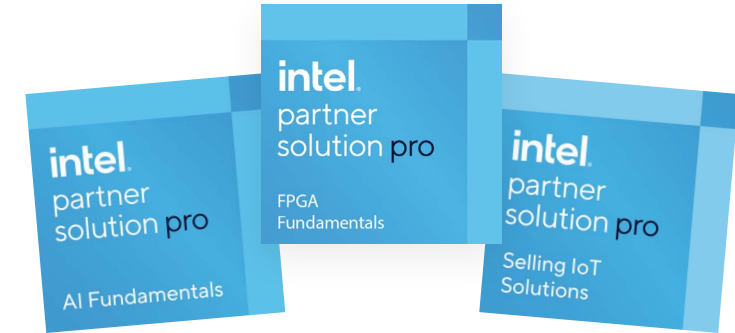 intel.
partner
solution pro
AI Fundamentals
intel.
partner
solution pro
FPGA
Fundamentals
intel.
partner
solution pro
Selling IoT
Solutions